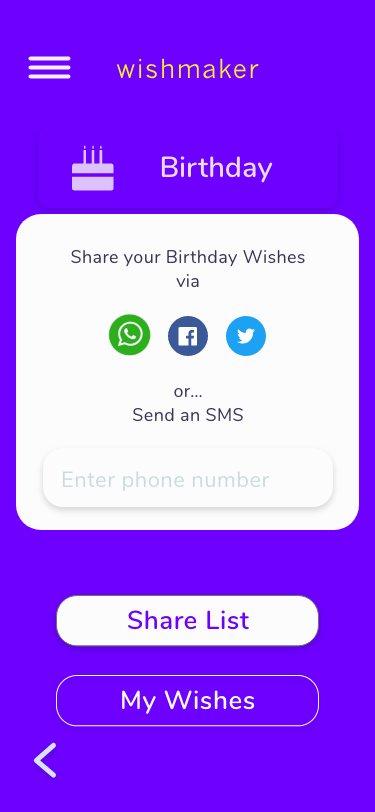 wishmaker
Birthday
Share your Birthday Wishes
via
or...
Send an SMS
Enter phone number
Share List
My Wishes